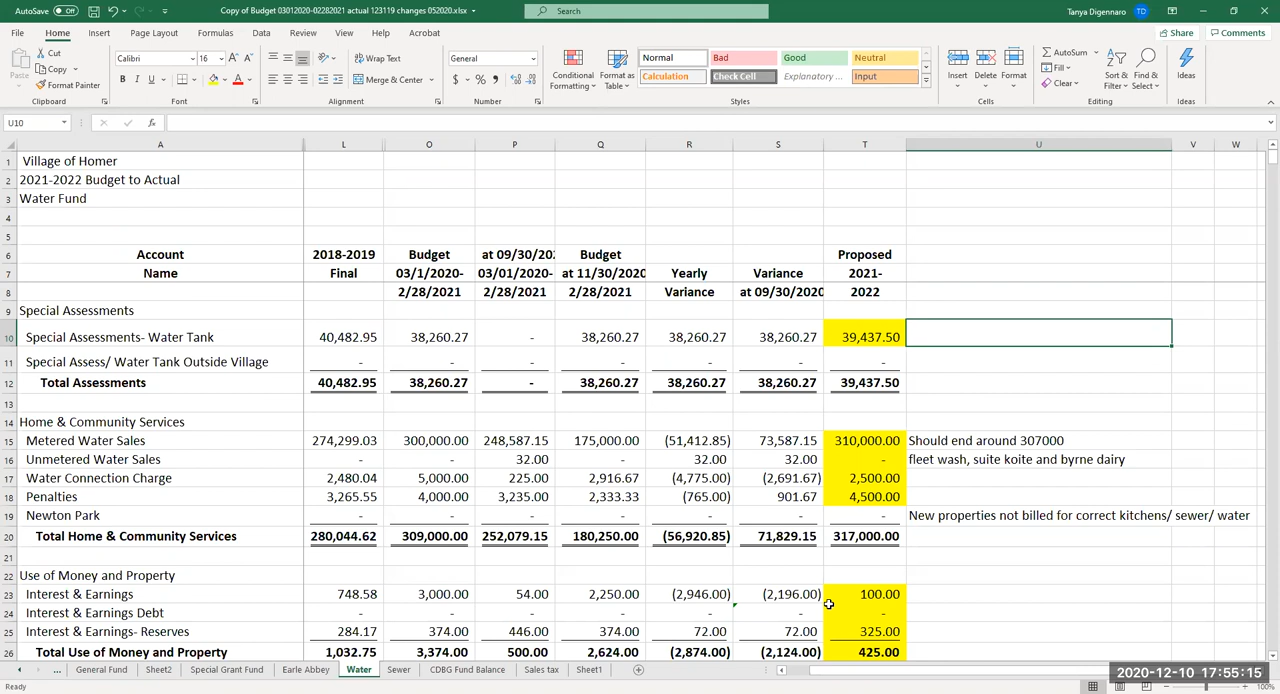 AutoSave Off Copy of Budget 03012020-02282021 actual 123119 changes 052020.xlsx Search Tanya Digennaro TD
File Home Insert Page Layout Formulas Data Review View Help Acrobat Share Comments
Paste Cut Copy Format Painter Clipboard
Calibri 16 A A B I U A Font
ab Wrap Text Merge & Center Alignment
General $ % , Number
Conditional Formatting Format as Table Normal Bad Good Neutral
Calculation Check Cell Explanatory ... Input Styles
Insert Delete Format Cells
AutoSum Fill Clear Sort & Filter Find & Select Editing
Ideas Ideas
U10 fx
A L O P Q R S T U V W
1 Village of Homer
2 2021-2022 Budget to Actual
3 Water Fund
4
5
6 Account 2018-2019 Budget at 09/30/20 Budget Proposed
7 Name Final 03/1/2020- 03/01/2020- at 11/30/2020 Yearly Variance 2021-
8 2/28/2021 2/28/2021 2/28/2021 Variance at 09/30/2020 2022
9 Special Assessments
10 Special Assessments- Water Tank 40,482.95 38,260.27 - 38,260.27 38,260.27 38,260.27 39,437.50
11 Special Assess/ Water Tank Outside Village - - - - - - -
12 Total Assessments 40,482.95 38,260.27 - 38,260.27 38,260.27 38,260.27 39,437.50
13
14 Home & Community Services
15 Metered Water Sales 274,299.03 300,000.00 248,587.15 175,000.00 (51,412.85) 73,587.15 310,000.00 Should end around 307000
16 Unmetered Water Sales - - 32.00 - 32.00 32.00 - fleet wash, suite koite and byrne dairy
17 Water Connection Charge 2,480.04 5,000.00 225.00 2,916.67 (4,775.00) (2,691.67) 2,500.00
18 Penalties 3,265.55 4,000.00 3,235.00 2,333.33 (765.00) 901.67 4,500.00
19 Newton Park - - - - - - - New properties not billed for correct kitchens/ sewer/ water
20 Total Home & Community Services 280,044.62 309,000.00 252,079.15 180,250.00 (56,920.85) 71,829.15 317,000.00
21
22 Use of Money and Property
23 Interest & Earnings 748.58 3,000.00 54.00 2,250.00 (2,946.00) (2,196.00) 100.00
24 Interest & Earnings Debt - - - - - - -
25 Interest & Earnings- Reserves 284.17 374.00 446.00 374.00 72.00 72.00 325.00
26 Total Use of Money and Property 1,032.75 3,374.00 500.00 2,624.00 (2,874.00) (2,124.00) 425.00
... General Fund Sheet2 Special Grant Fund Earle Abbey Water Sewer CDBG Fund Balance Sales tax Sheet1
2020-12-10 17:55:15
Ready 100%